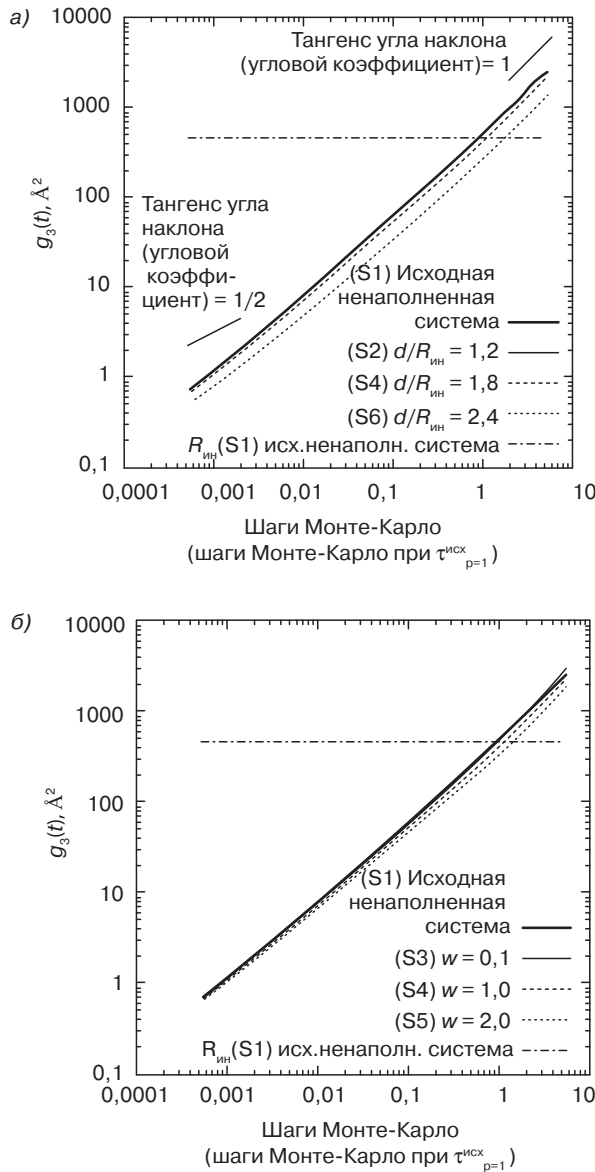 а)
10000
1000
100
10
1
0,1
g₃(t), Å²
Тангенс угла наклона
(угловой коэффициент)= 1
Тангенс угла
наклона
(угловой
коэффи-
циент) = 1/2
(S1) Исходная
ненаполненная
система
(S2) d/Rин = 1,2
(S4) d/Rин = 1,8
(S6) d/Rин = 2,4
Rин(S1) исх.ненаполн. система
0,0001 0,001 0,01 0,1 1 10
Шаги Монте-Карло
(шаги Монте-Карло при τисхp=1)
б)
10000
1000
100
10
1
0,1
g₃(t), Å²
(S1) Исходная
ненаполненная
система
(S3) w = 0,1
(S4) w = 1,0
(S5) w = 2,0
Rин(S1) исх.ненаполн. система
0,0001 0,001 0,01 0,1 1 10
Шаги Монте-Карло
(шаги Монте-Карло при τисхp=1)